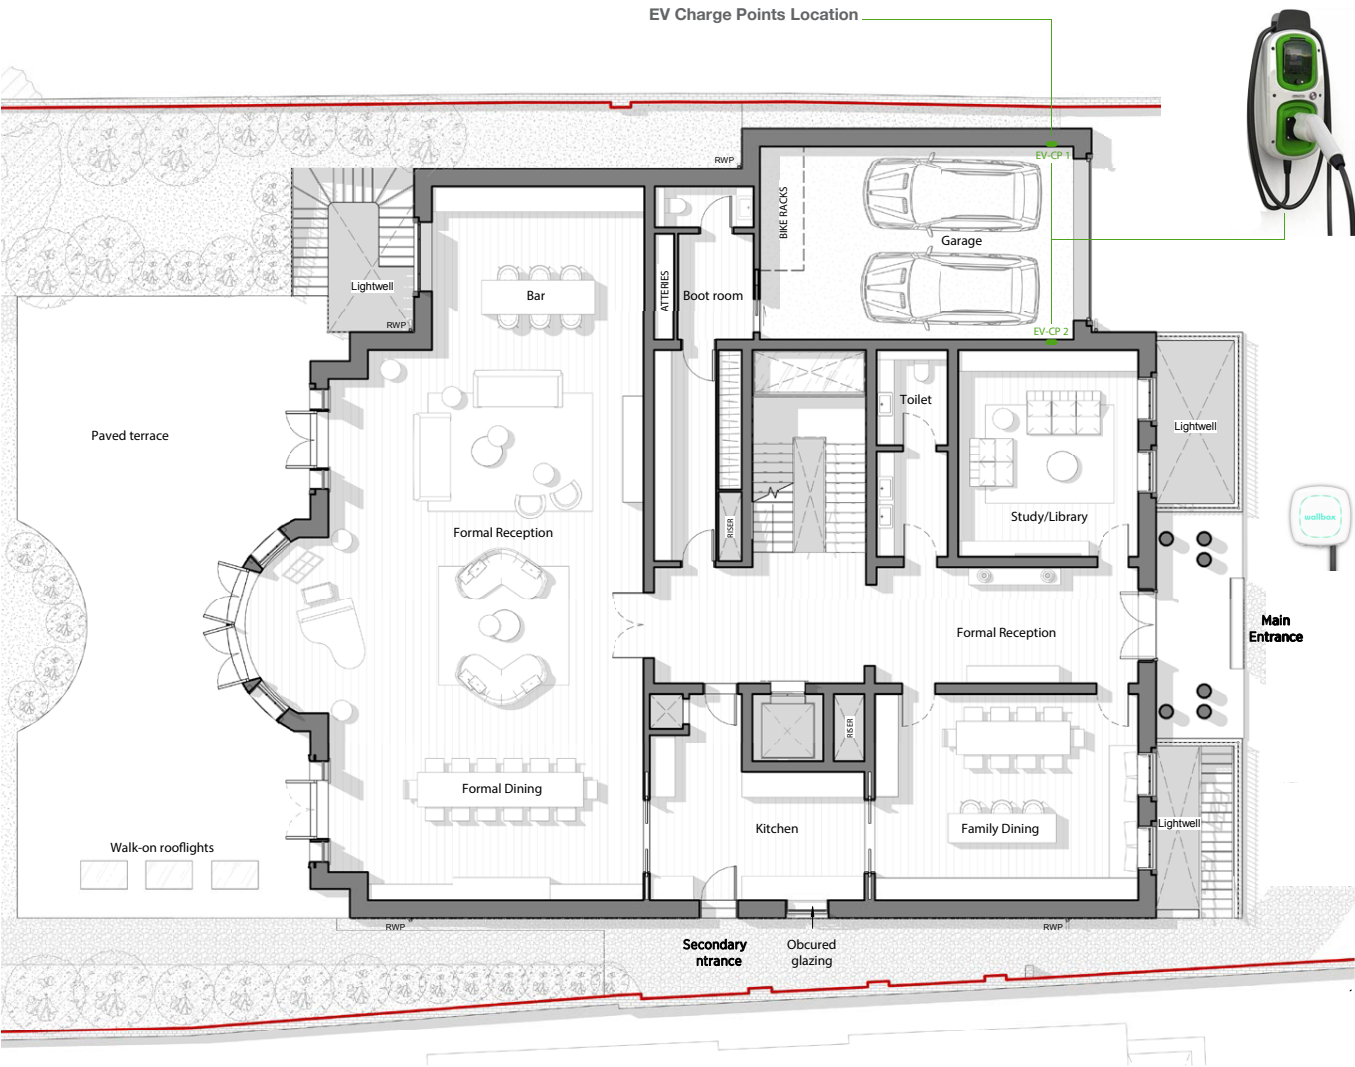 EV Charge Points Location
EV-CP 1
RWP
BIKE RACKS
Garage
Lightwell
Bar
ATTERIES
Boot room
RWP
EV-CP 2
Toilet
Lightwell
Paved terrace
Study/Library
wallbox
RISER
Formal Reception
Formal Reception
Main
Entrance
RISER
Formal Dining
Kitchen
Family Dining
Lightwell
Walk-on rooflights
RWP
RWP
Secondary
ntrance
Obcured
glazing